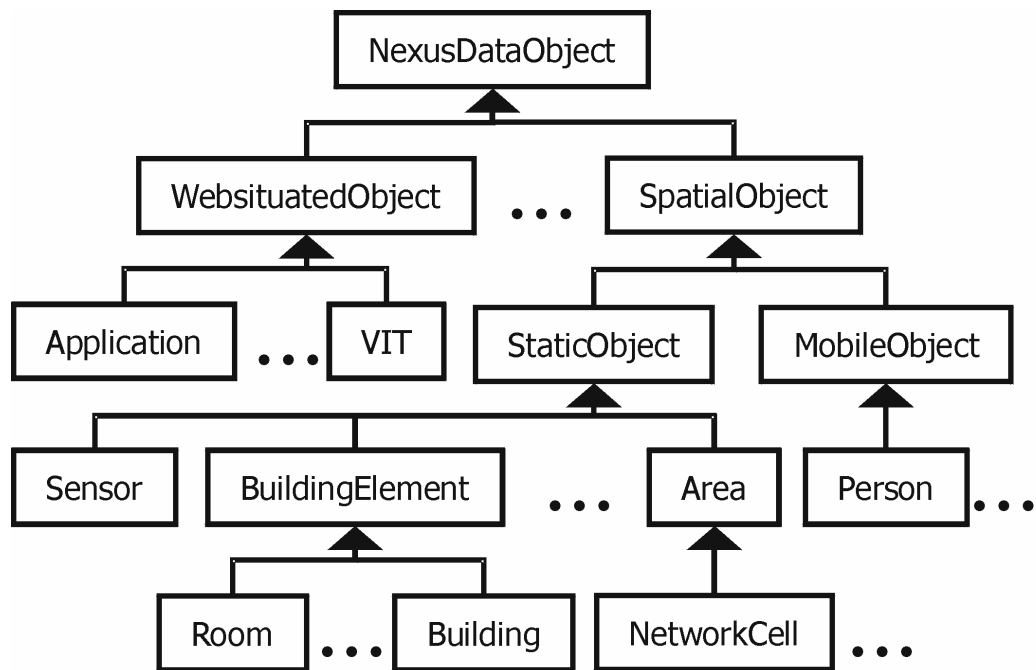 NexusDataObject
WebsituatedObject
...
SpatialObject
Application
...
VIT
StaticObject
MobileObject
Sensor
BuildingElement
...
Area
Person
...
Room
...
Building
NetworkCell
...